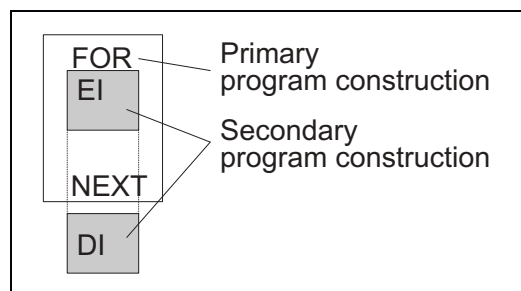 FOR
EI
NEXT
DI
Primary
program construction
Secondary
program construction